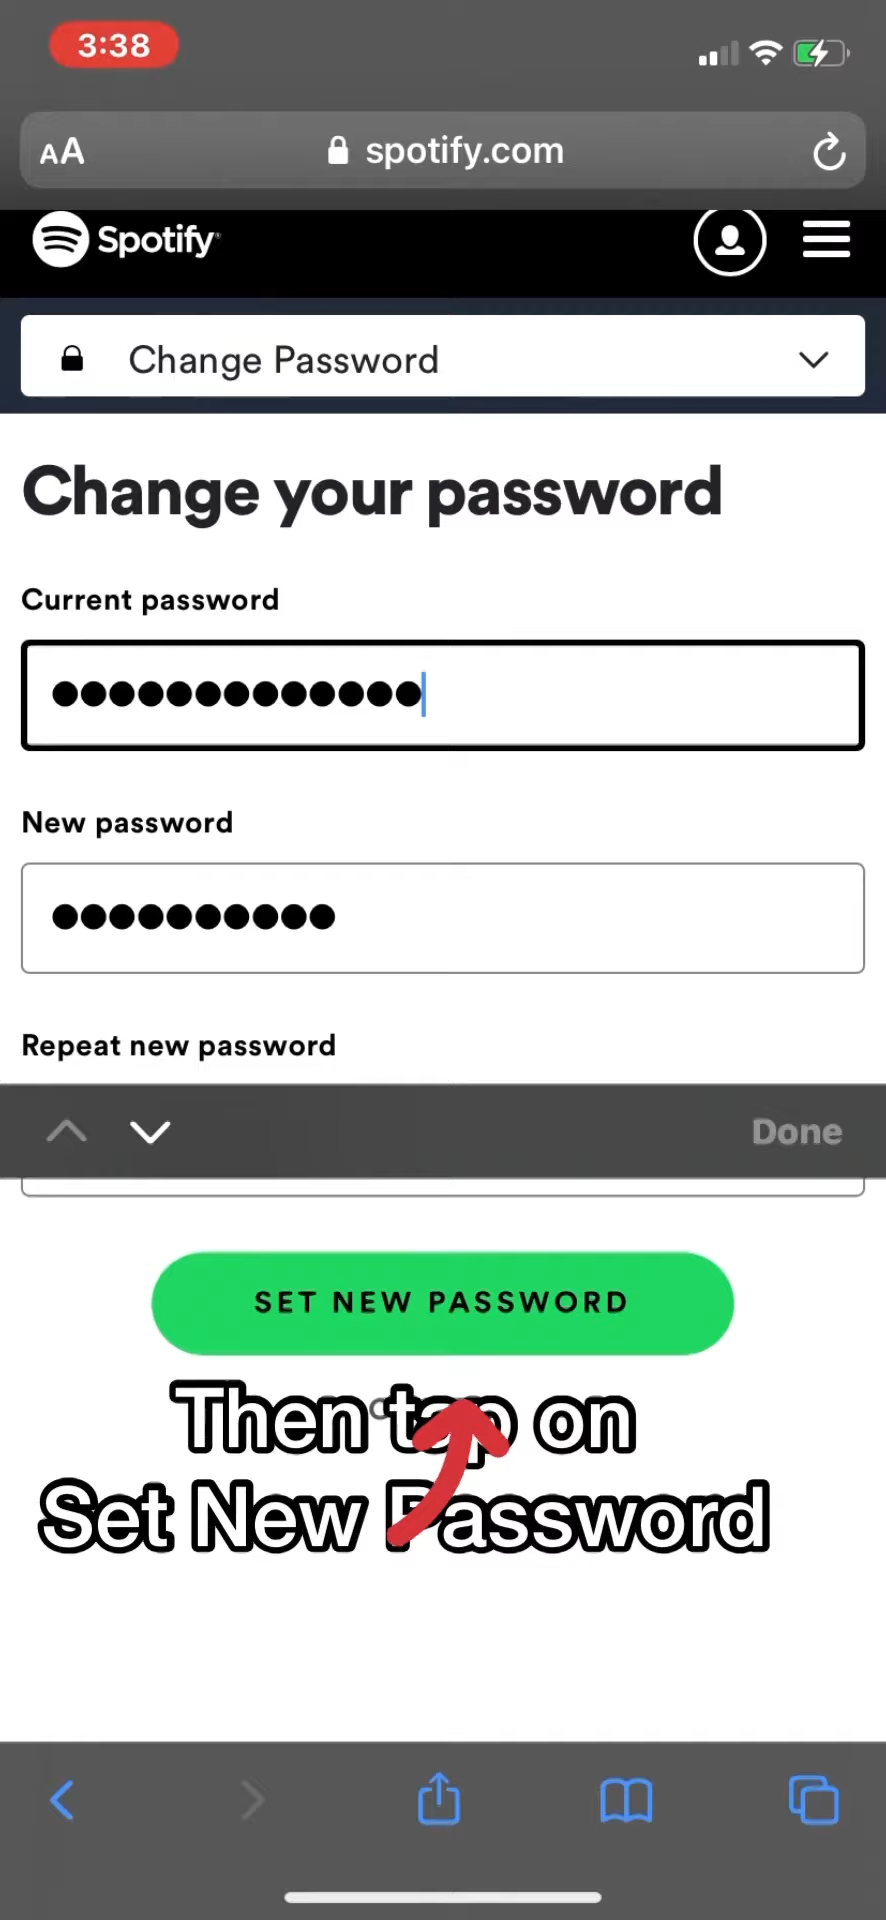 3:38
AA
spotify.com
Spotify
Change Password
Change your password
Current password
New password
Repeat new password
Done
SET NEW PASSWORD
Then tap on
Set New Password